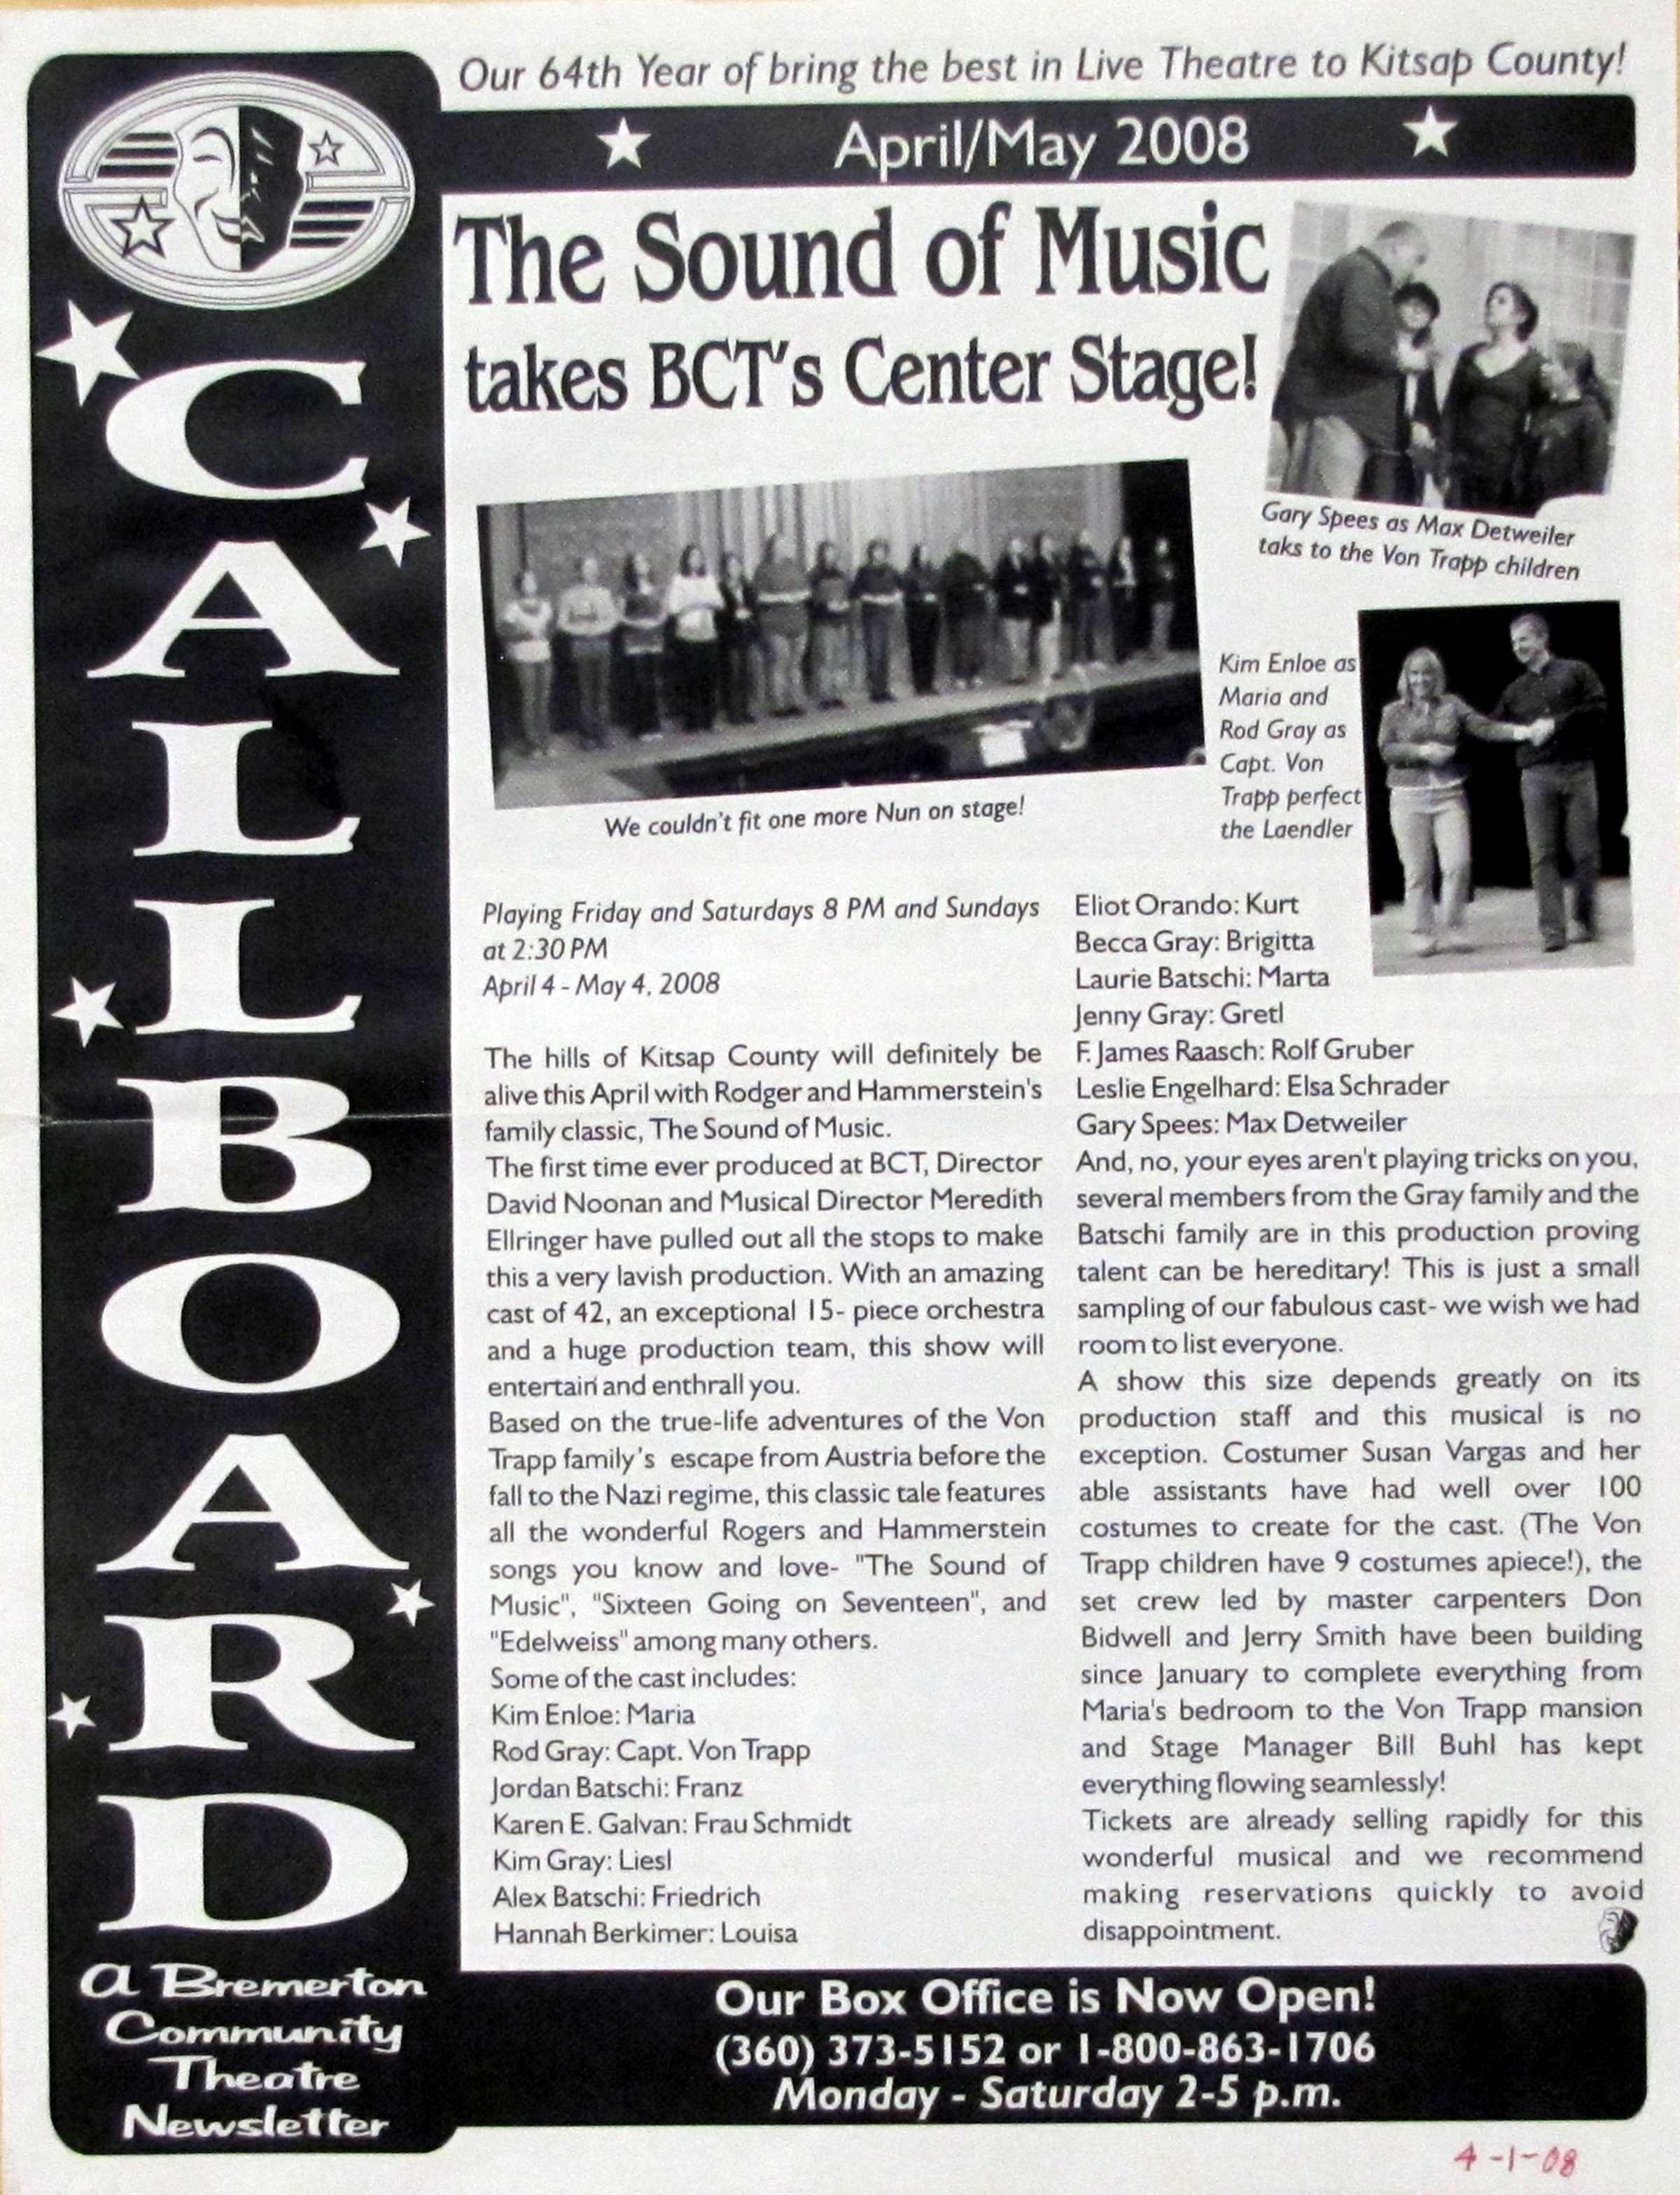 Our 64th Year of bring the best in Live Theatre to Kitsap County!
April/May 2008
CALLBOARD
A Bremerton
Community
Theatre
Newsletter
The Sound of Music
takes BCT's Center Stage!
Gary Spees as Max Detweiler
taks to the Von Trapp children
We couldn't fit one more Nun on stage!
Kim Enloe as
Maria and
Rod Gray as
Capt. Von
Trapp perfect
the Laendler
Playing Friday and Saturdays 8 PM and Sundays
at 2:30 PM
April 4 - May 4, 2008
The hills of Kitsap County will definitely be
alive this April with Rodger and Hammerstein's
family classic, The Sound of Music.
The first time ever produced at BCT, Director
David Noonan and Musical Director Meredith
Ellringer have pulled out all the stops to make
this a very lavish production. With an amazing
cast of 42, an exceptional 15- piece orchestra
and a huge production team, this show will
entertain and enthrall you.
Based on the true-life adventures of the Von
Trapp family's escape from Austria before the
fall to the Nazi regime, this classic tale features
all the wonderful Rogers and Hammerstein
songs you know and love- "The Sound of
Music", "Sixteen Going on Seventeen", and
"Edelweiss" among many others.
Some of the cast includes:
Kim Enloe: Maria
Rod Gray: Capt. Von Trapp
Jordan Batschi: Franz
Karen E. Galvan: Frau Schmidt
Kim Gray: Liesl
Alex Batschi: Friedrich
Hannah Berkimer: Louisa
Eliot Orando: Kurt
Becca Gray: Brigitta
Laurie Batschi: Marta
Jenny Gray: Gretl
F. James Raasch: Rolf Gruber
Leslie Engelhard: Elsa Schrader
Gary Spees: Max Detweiler
And, no, your eyes aren't playing tricks on you,
several members from the Gray family and the
Batschi family are in this production proving
talent can be hereditary! This is just a small
sampling of our fabulous cast- we wish we had
room to list everyone.
A show this size depends greatly on its
production staff and this musical is no
exception. Costumer Susan Vargas and her
able assistants have had well over 100
costumes to create for the cast. (The Von
Trapp children have 9 costumes apiece!), the
set crew led by master carpenters Don
Bidwell and Jerry Smith have been building
since January to complete everything from
Maria's bedroom to the Von Trapp mansion
and Stage Manager Bill Buhl has kept
everything flowing seamlessly!
Tickets are already selling rapidly for this
wonderful musical and we recommend
making reservations quickly to avoid
disappointment.
Our Box Office is Now Open!
(360) 373-5152 or 1-800-863-1706
Monday - Saturday 2-5 p.m.
4-1-08